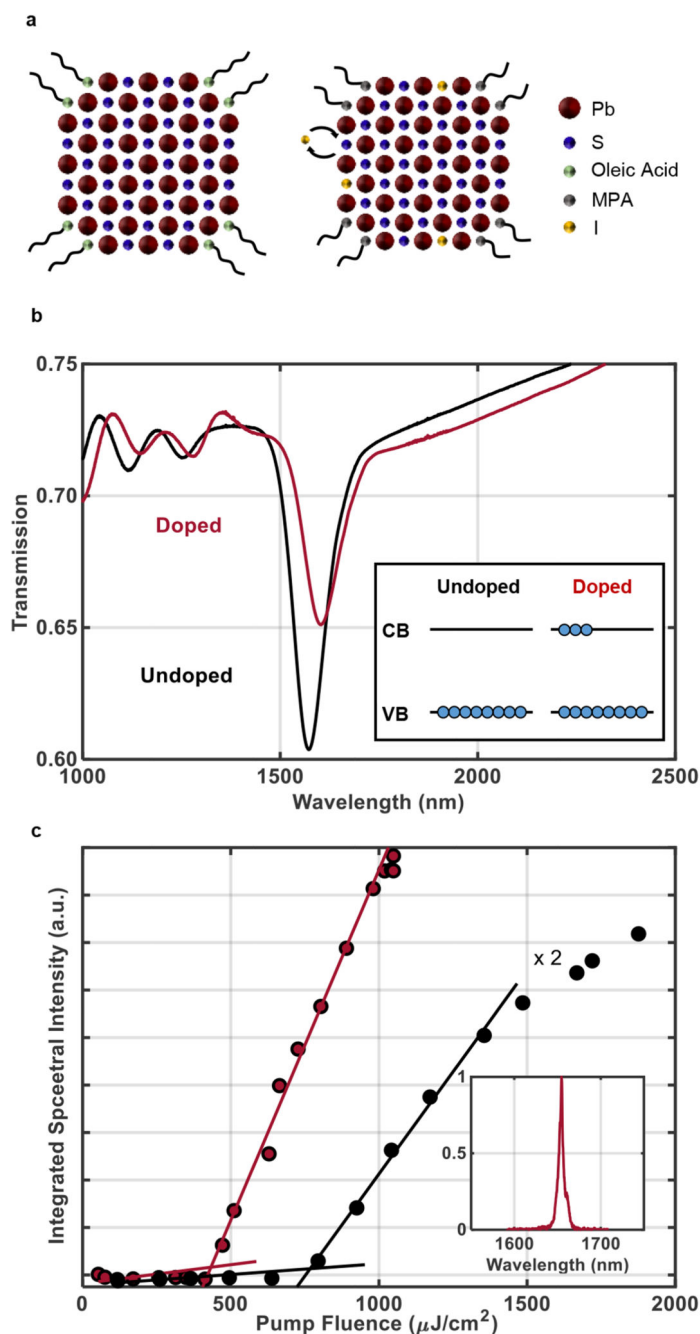 a
Pb
S
Oleic Acid
MPA
I
b
0.75
0.70
0.65
0.60
Transmission
Doped
Undoped
Undoped Doped
CB
VB
1000 1500 2000 2500
Wavelength (nm)
c
Integrated Spceetral Intensity (a.u.)
x 2
1
0.5
0
1600 1700
Wavelength (nm)
0 500 1000 1500 2000
Pump Fluence (μJ/cm²)